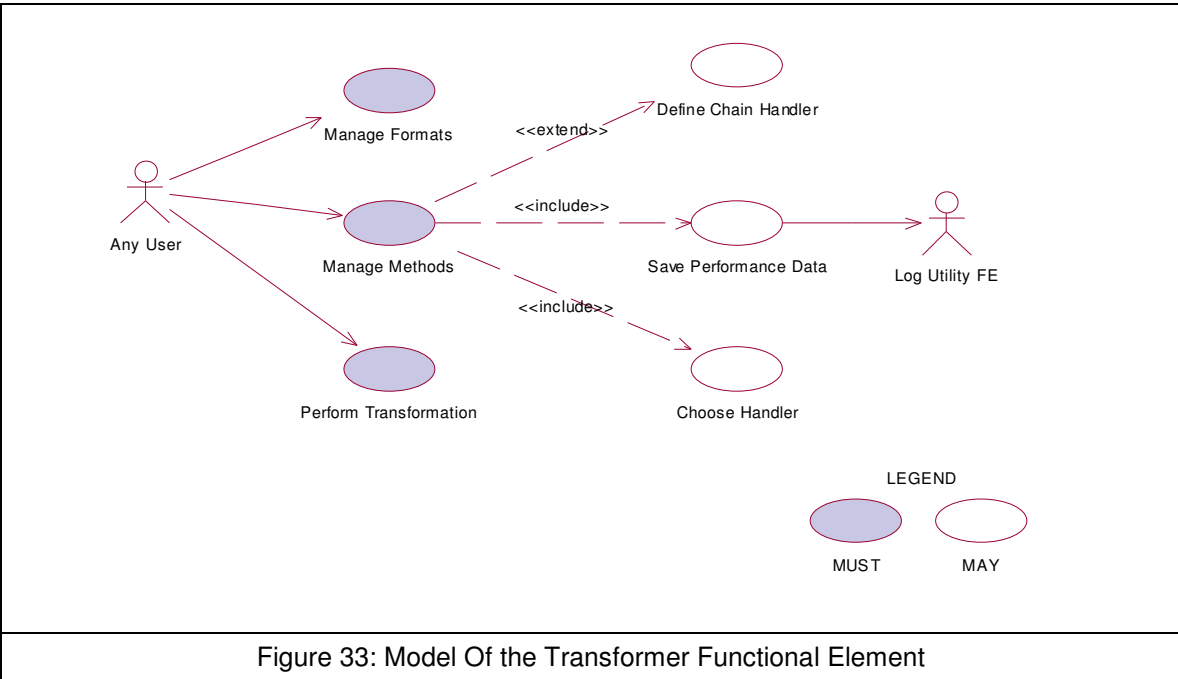 Define Chain Handler
<<extend>>
Manage Formats
<<include>>
Any User
Manage Methods
Save Performance Data
Log Utility FE
<<include>>
Perform Transformation
Choose Handler
LEGEND
MUST
MAY
Figure 33: Model Of the Transformer Functional Element